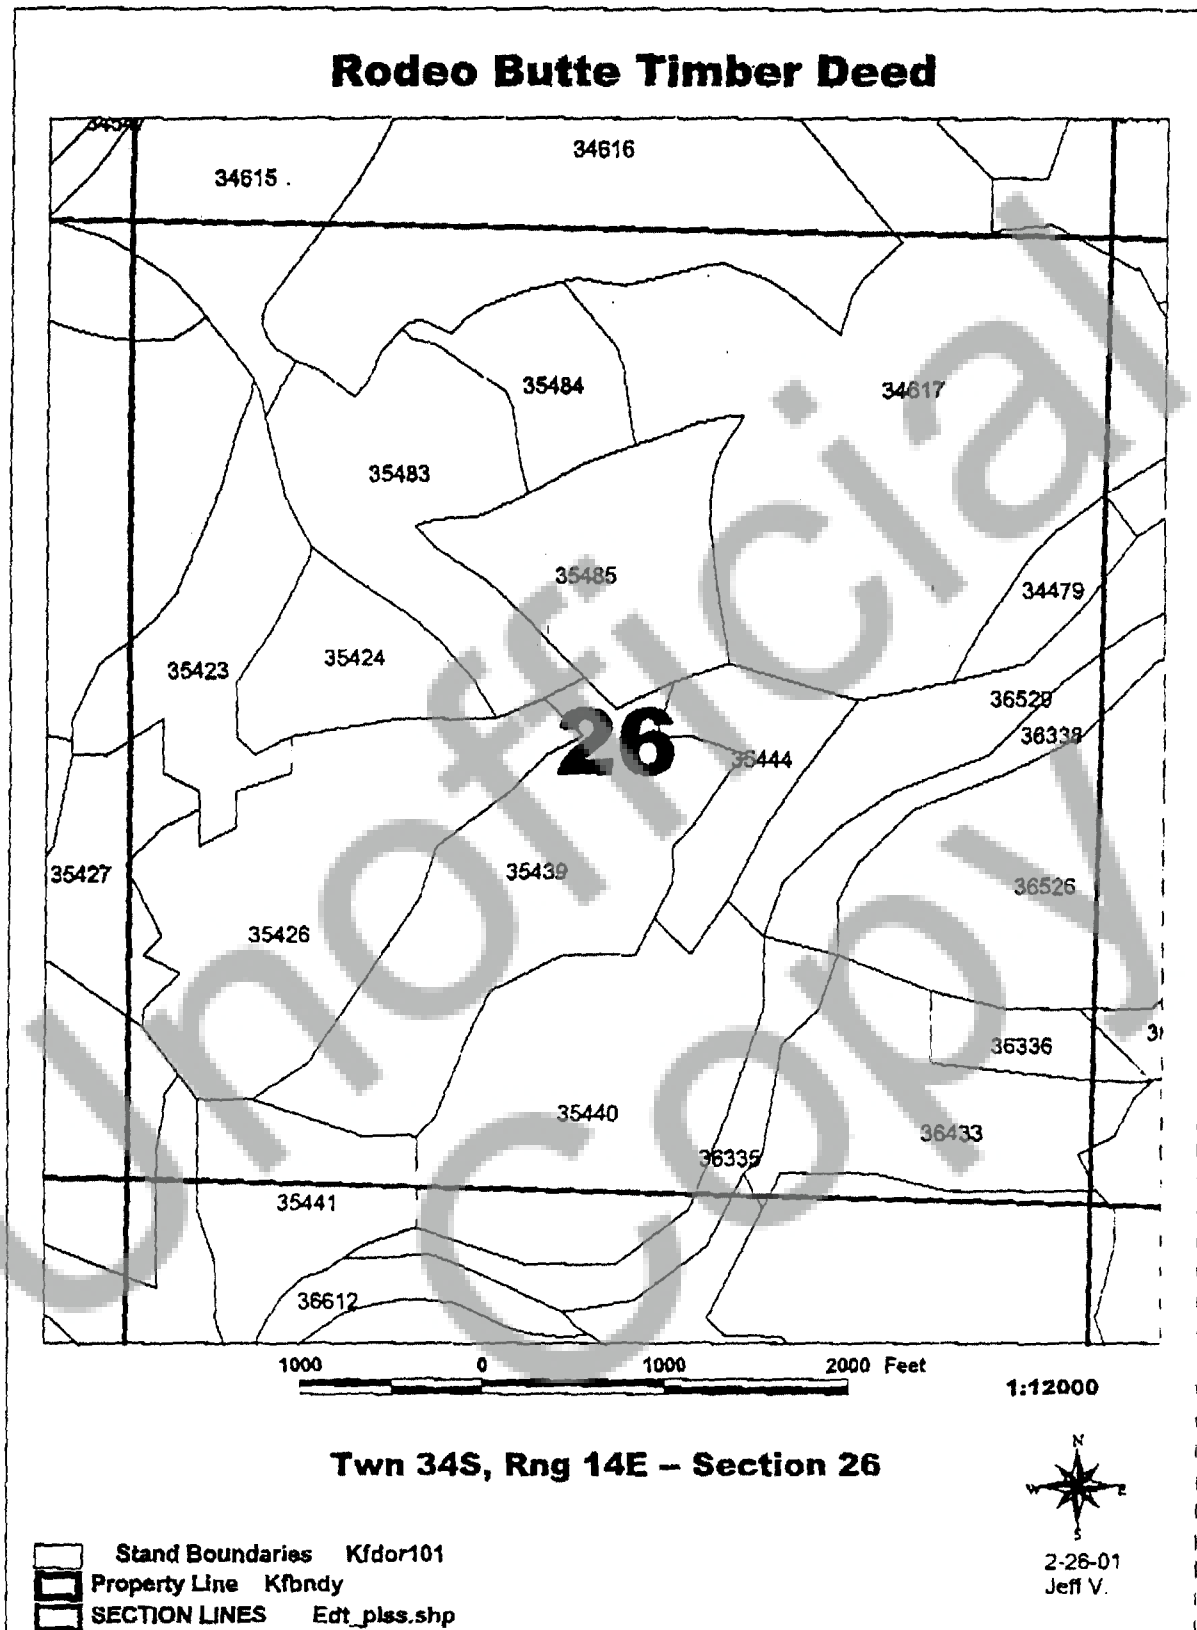 Rodeo Butte Timber Deed
34616
34615
35484
34617
35483
35485
34479
35424
35423
36529
26
36338
35444
35427
35439
36526
35426
36336
35440
36433
36335
35441
36612
1000 0 1000 2000 Feet
1:12000
Twn 34S, Rng 14E – Section 26
N
W E
S
Stand Boundaries Kfdor101
Property Line Kfbndy
SECTION LINES Edt_plss.shp
2-26-01
Jeff V.
Unofficial
Copy